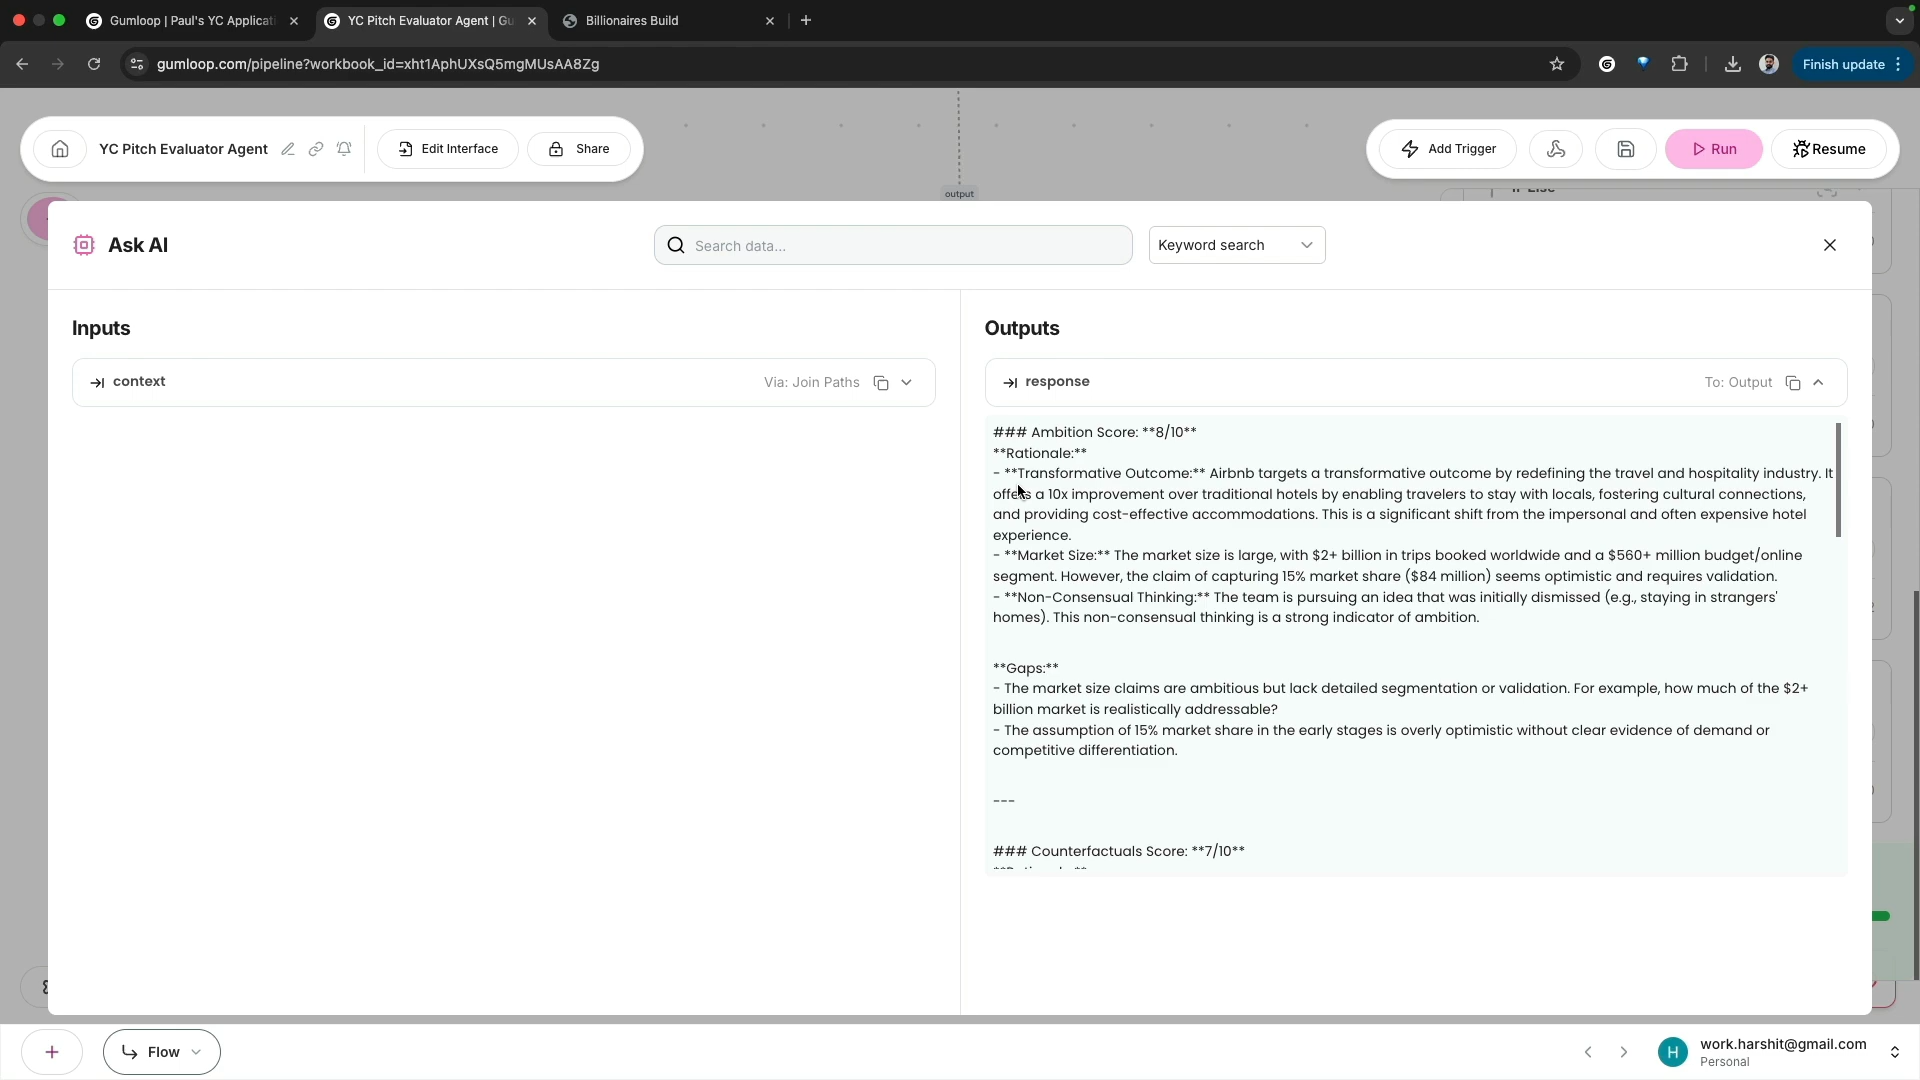 Gumloop | Paul's YC Applicati
YC Pitch Evaluator Agent | Gu
Billionaires Build
gumloop.com/pipeline?workbook_id=xht1AphUXsQ5mgMUsAA8Zg
Finish update
YC Pitch Evaluator Agent
Edit Interface
Share
Add Trigger
Run
Resume
output
If Else
Ask AI
Search data...
Keyword search
Inputs
context
Via: Join Paths
Outputs
response
To: Output
### Ambition Score: **8/10**
**Rationale:**
- **Transformative Outcome:** Airbnb targets a transformative outcome by redefining the travel and hospitality industry. It
offers a 10x improvement over traditional hotels by enabling travelers to stay with locals, fostering cultural connections,
and providing cost-effective accommodations. This is a significant shift from the impersonal and often expensive hotel
experience.
- **Market Size:** The market size is large, with $2+ billion in trips booked worldwide and a $560+ million budget/online
segment. However, the claim of capturing 15% market share ($84 million) seems optimistic and requires validation.
- **Non-Consensual Thinking:** The team is pursuing an idea that was initially dismissed (e.g., staying in strangers'
homes). This non-consensual thinking is a strong indicator of ambition.
**Gaps:**
- The market size claims are ambitious but lack detailed segmentation or validation. For example, how much of the $2+
billion market is realistically addressable?
- The assumption of 15% market share in the early stages is overly optimistic without clear evidence of demand or
competitive differentiation.
---
### Counterfactuals Score: **7/10**
Flow
H
work.harshit@gmail.com
Personal